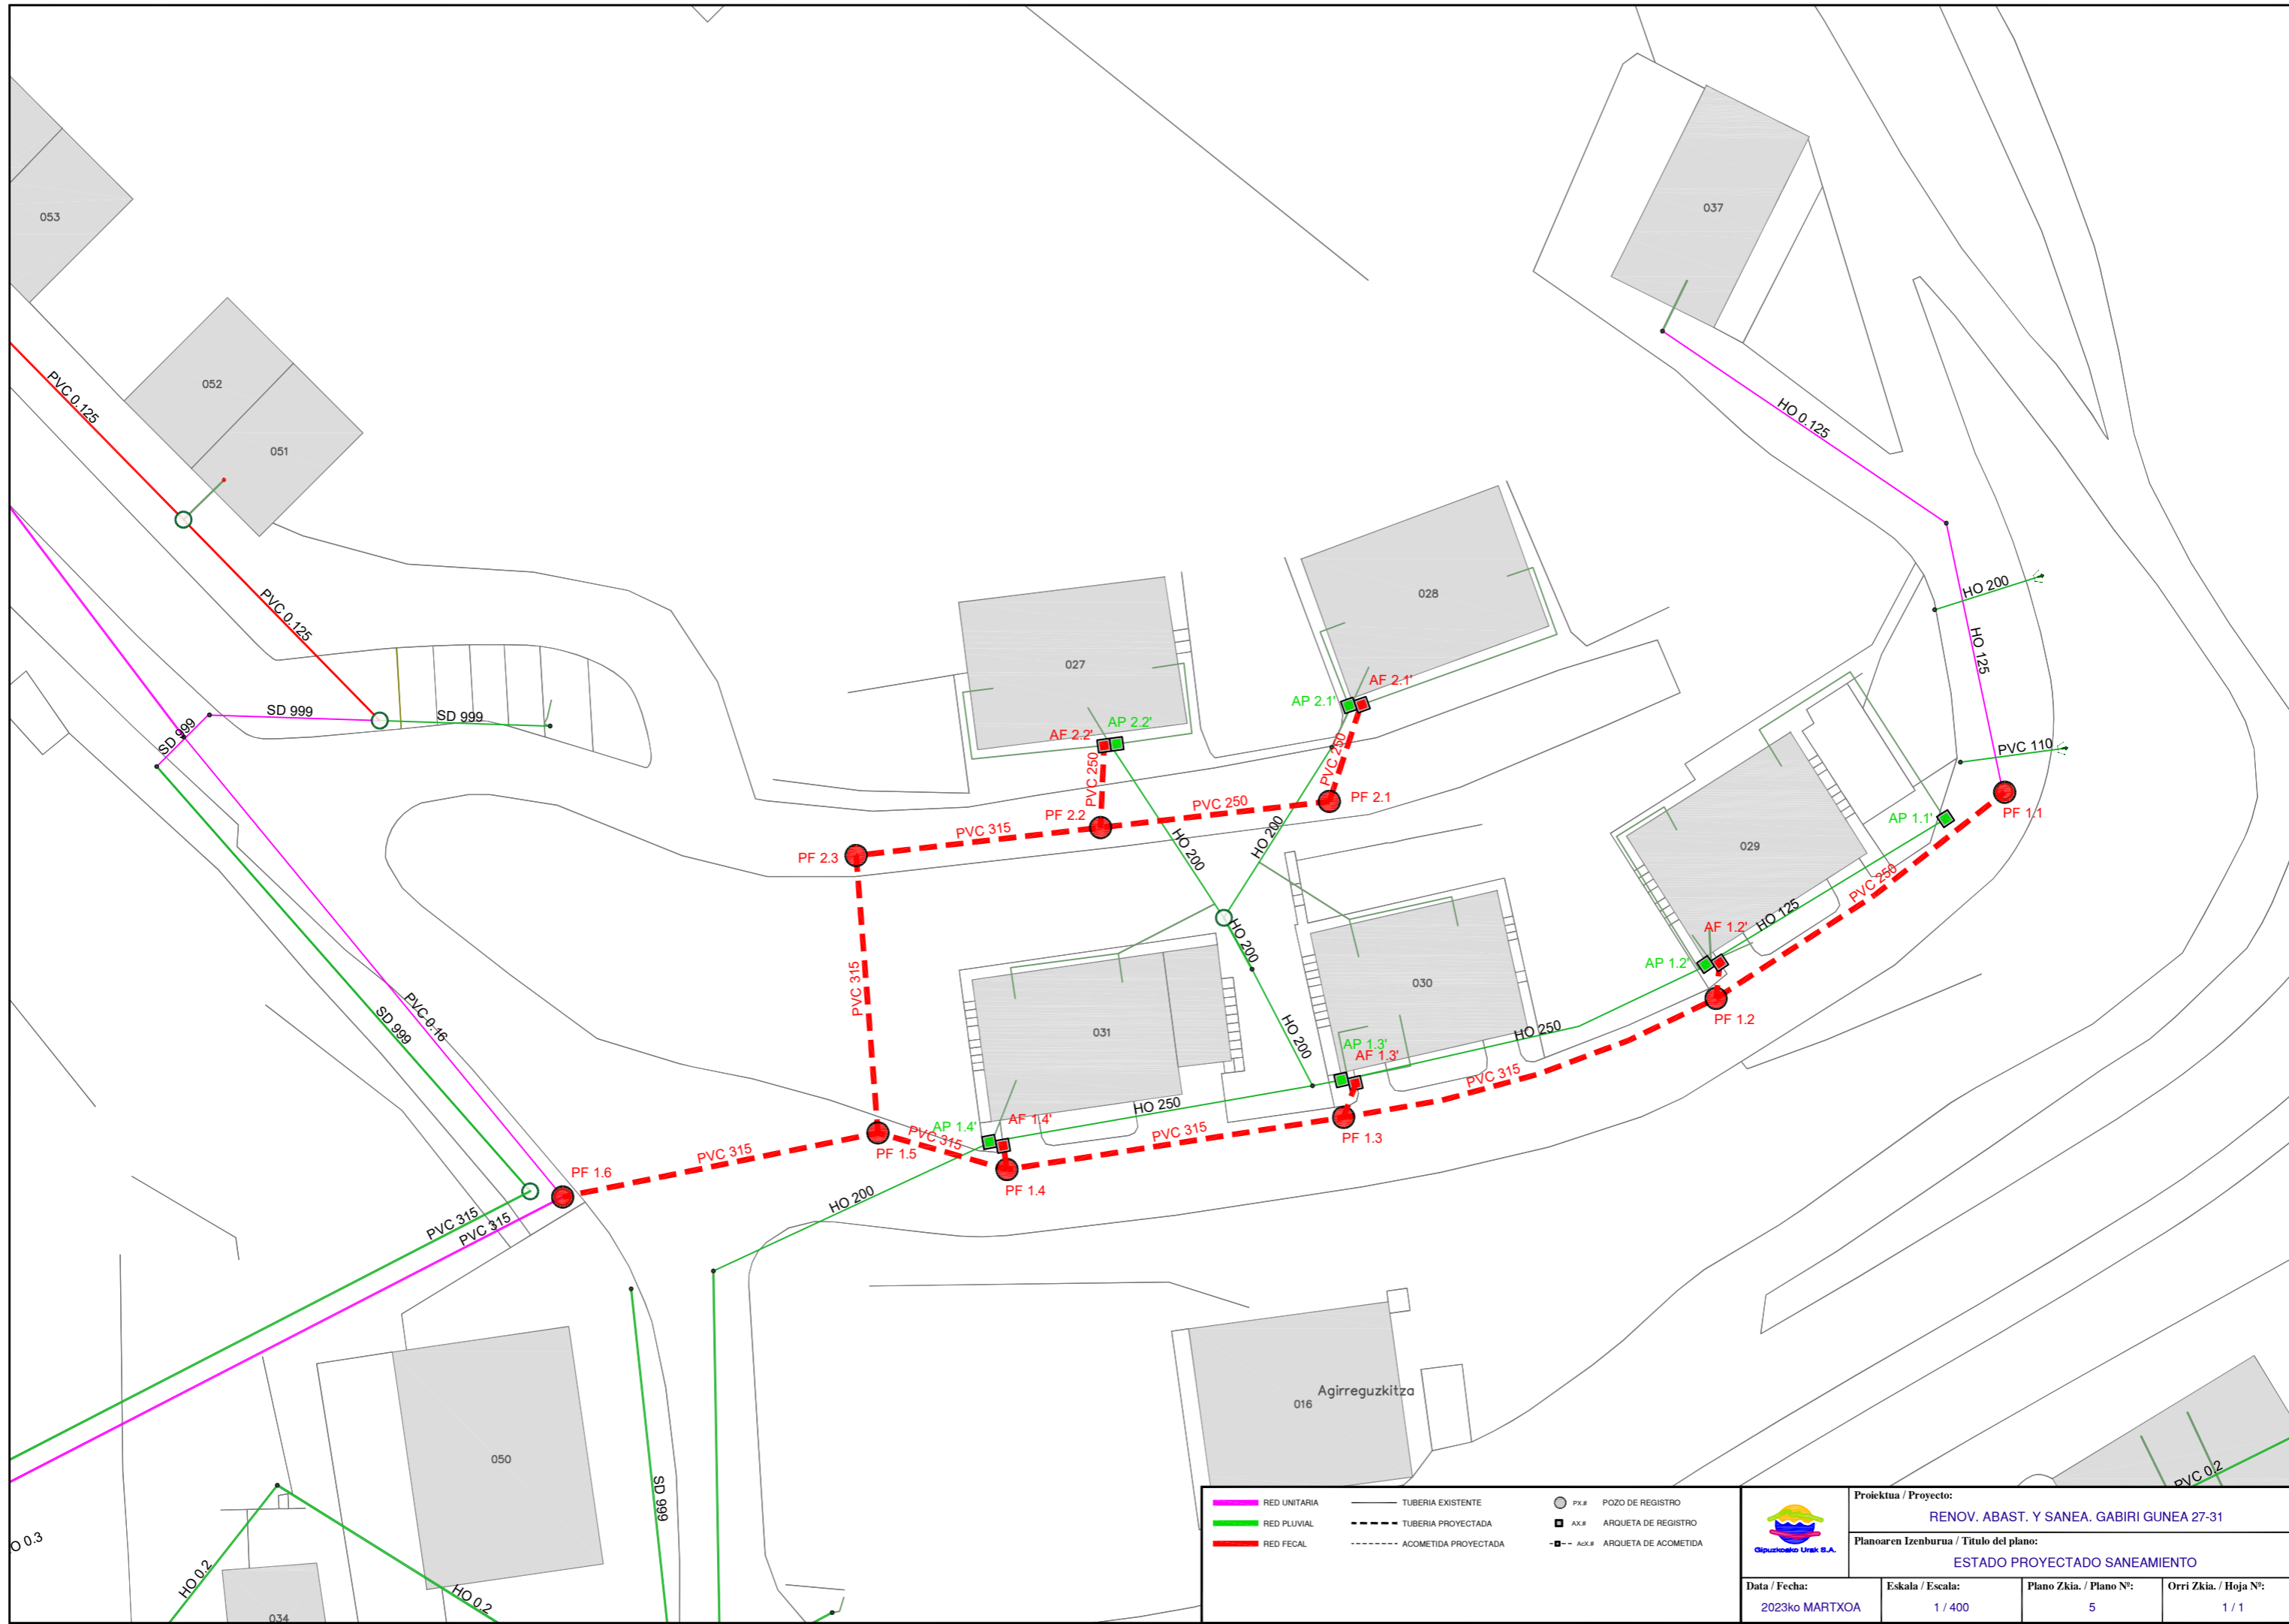 053
037
052
PVC 0.125
HO 0.125
051
HO 200
028
PVC 0.125
HO 125
027
AF 2.1'
AP 2.1'
SD 999
SD 999
AP 2.2'
AF 2.2'
SD 999
PVC 250
PVC 250
PVC 110
PF 2.1
PVC 250
PF 2.2
PF 1.1
AP 1.1'
PVC 315
HO 200
HO 200
029
PF 2.3
PVC 250
HO 125
AF 1.2'
HO 200
AP 1.2'
PVC 315
030
PVC 0.16
SD 999
PF 1.2
031
HO 200
HO 250
AP 1.3'
AF 1.3'
PVC 315
HO 250
AP 1.4'
AF 1.4'
PVC 315
PVC 315
PF 1.3
PF 1.5
PVC 315
PF 1.6
PF 1.4
HO 200
PVC 315
PVC 315
Agirreguzkitza
016
050
PVC 0.2
SD 999
O 0.3
HO 0.2
HO 0.2
034
RED UNITARIA
TUBERIA EXISTENTE
PX.# POZO DE REGISTRO
RED PLUVIAL
TUBERIA PROYECTADA
AX.# ARQUETA DE REGISTRO
RED FECAL
ACOMETIDA PROYECTADA
AcX.# ARQUETA DE ACOMETIDA
Gipuzkoako Urak S.A.
Proiektua / Proyecto:
RENOV. ABAST. Y SANEA. GABIRI GUNEA 27-31
Planoaren Izenburua / Titulo del plano:
ESTADO PROYECTADO SANEAMIENTO
Data / Fecha:
2023ko MARTXOA
Eskala / Escala:
1 / 400
Plano Zkia. / Plano Nº:
5
Orri Zkia. / Hoja Nº:
1 / 1